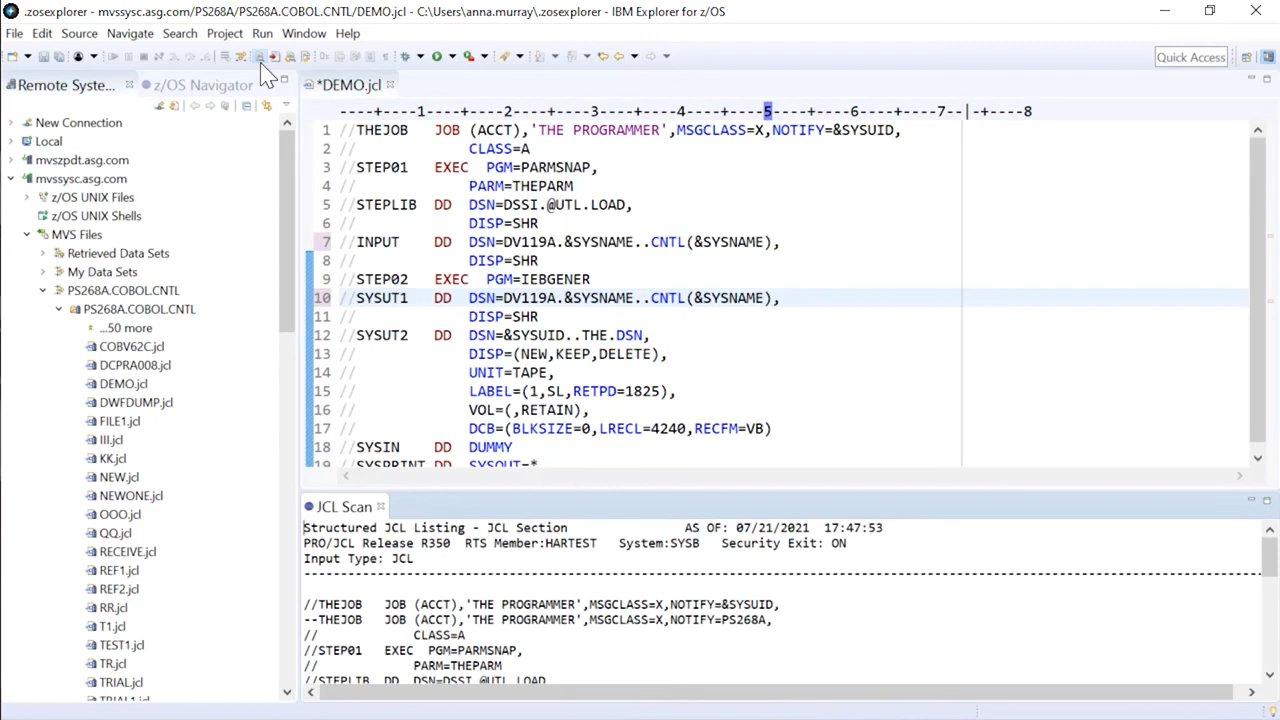 .zosexplorer - mvssysc.asg.com/PS268A/PS268A.COBOL.CNTL/DEMO.jcl - C:\Users\anna.murray\.zosexplorer - IBM Explorer for z/OS
File Edit Source Navigate Search Project Run Window Help
Quick Access
Remote Syste... z/OS Navigator
New Connection
Local
mvszpdt.asg.com
mvssysc.asg.com
z/OS UNIX Files
z/OS UNIX Shells
MVS Files
Retrieved Data Sets
My Data Sets
PS268A.COBOL.CNTL
PS268A.COBOL.CNTL
...50 more
COBV62C.jcl
DCPRA008.jcl
DEMO.jcl
DWFDUMP.jcl
FILE1.jcl
III.jcl
KK.jcl
NEW.jcl
NEWONE.jcl
OOO.jcl
QQ.jcl
RECEIVE.jcl
REF1.jcl
REF2.jcl
RR.jcl
T1.jcl
TEST1.jcl
TR.jcl
TRIAL.jcl
TRIAL1.jcl
*DEMO.jcl
----+----1----+----2----+----3----+----4----+----5----+----6----+----7--|-+----8
1 //THEJOB   JOB (ACCT),'THE PROGRAMMER',MSGCLASS=X,NOTIFY=&SYSUID,
2 //             CLASS=A
3 //STEP01   EXEC  PGM=PARMSNAP,
4 //             PARM=THEPARM
5 //STEPLIB  DD  DSN=DSSI.@UTL.LOAD,
6 //             DISP=SHR
7 //INPUT    DD  DSN=DV119A.&SYSNAME..CNTL(&SYSNAME),
8 //             DISP=SHR
9 //STEP02   EXEC  PGM=IEBGENER
10 //SYSUT1   DD  DSN=DV119A.&SYSNAME..CNTL(&SYSNAME),
11 //             DISP=SHR
12 //SYSUT2   DD  DSN=&SYSUID..THE.DSN,
13 //             DISP=(NEW,KEEP,DELETE),
14 //             UNIT=TAPE,
15 //             LABEL=(1,SL,RETPD=1825),
16 //             VOL=(,RETAIN),
17 //             DCB=(BLKSIZE=0,LRECL=4240,RECFM=VB)
18 //SYSIN    DD  DUMMY
19 //SYSPRINT DD  SYSOUT=*
JCL Scan
Structured JCL Listing - JCL Section               AS OF: 07/21/2021  17:47:53
PRO/JCL Release R350  RTS Member:HARTEST   System:SYSB   Security Exit: ON
Input Type: JCL
--------------------------------------------------------------------------------
//THEJOB   JOB (ACCT),'THE PROGRAMMER',MSGCLASS=X,NOTIFY=&SYSUID,
--THEJOB   JOB (ACCT),'THE PROGRAMMER',MSGCLASS=X,NOTIFY=PS268A,
//             CLASS=A
//STEP01   EXEC  PGM=PARMSNAP,
//             PARM=THEPARM
//STEPLIB  DD  DSN=DSSI.@UTL.LOAD,